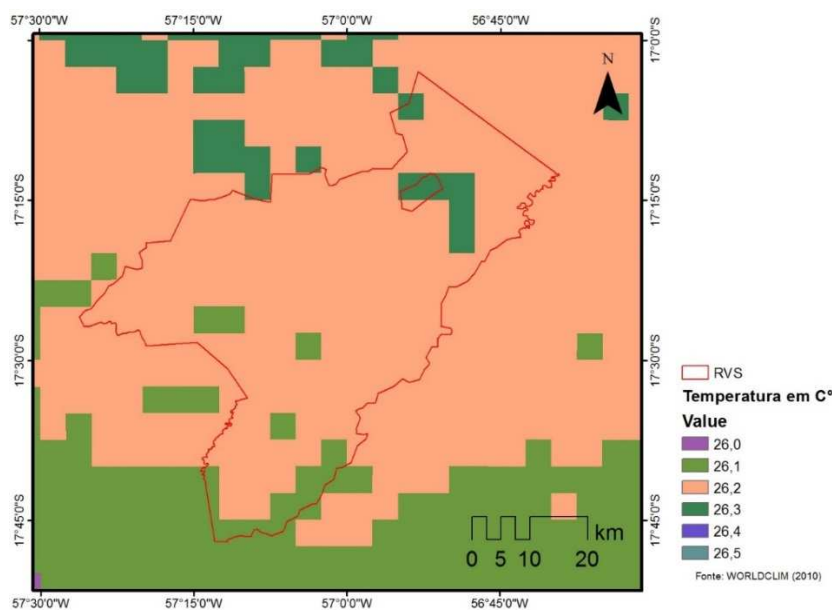 57°30'0"W 57°15'0"W 57°0'0"W 56°45'0"W
17°0'0"S
N
17°15'0"S 17°15'0"S
17°30'0"S 17°30'0"S
17°45'0"S 17°45'0"S
17°0'0"S
RVS
Temperatura em Cº
Value
26,0
26,1
26,2
26,3
26,4
26,5
km
0 5 10 20
Fonte: WORLDCLIM (2010)
57°30'0"W 57°15'0"W 57°0'0"W 56°45'0"W